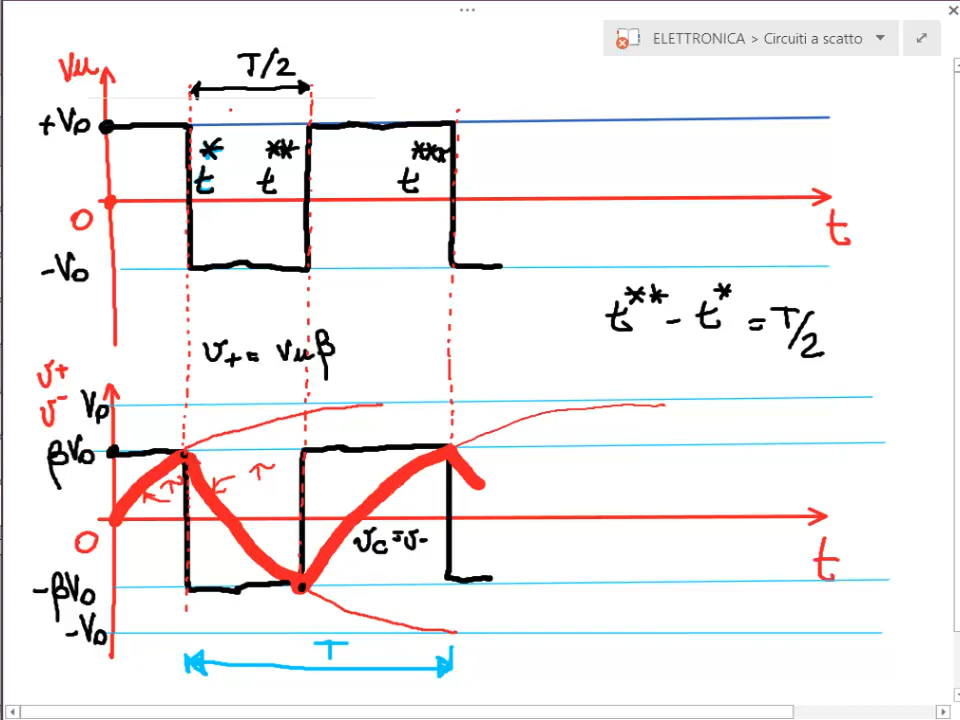 ELETTRONICA > Circuiti a scatto
T/2
vu
+V0
t* t** t***
0
t
-V0
t** - t* = T/2
v+ = vu β
v+
v-
V0
βV0
τ τ
0
vc = v-
t
-βV0
-V0
T